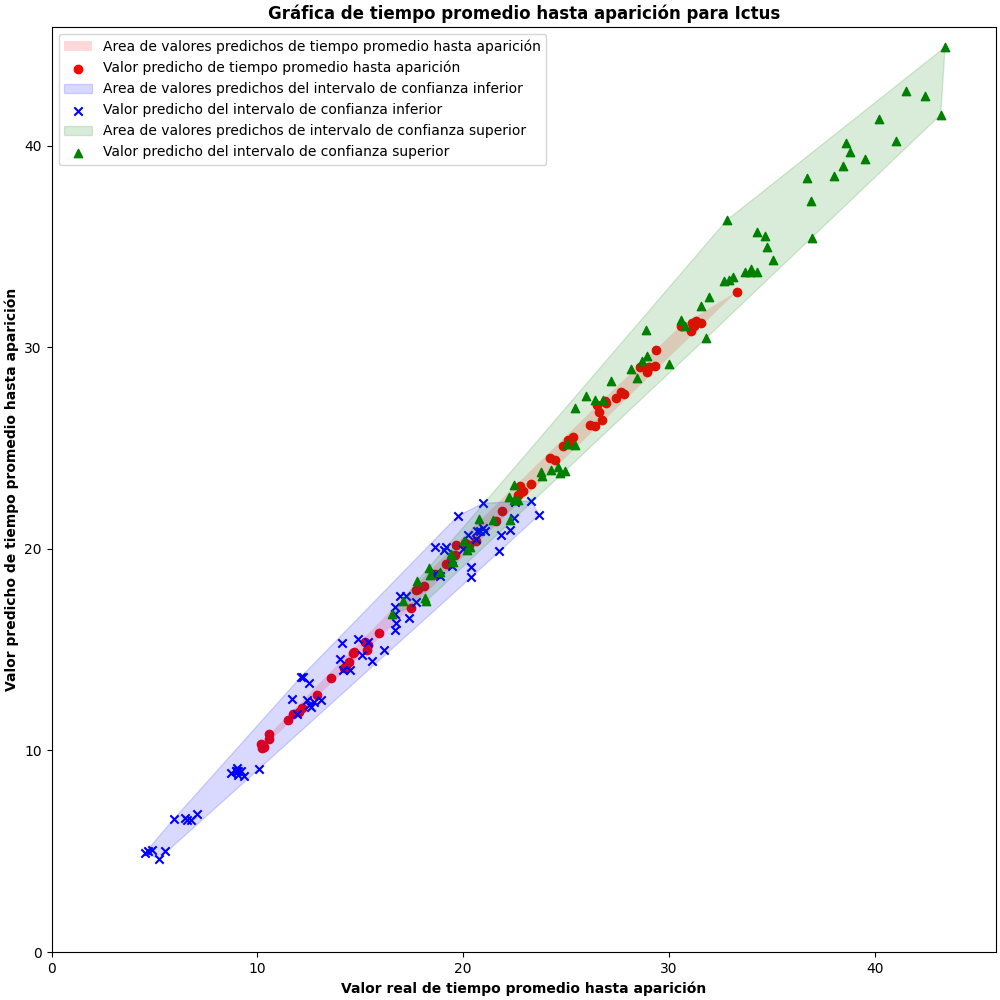 Gráfica de tiempo promedio hasta aparición para Ictus
Area de valores predichos de tiempo promedio hasta aparición
Valor predicho de tiempo promedio hasta aparición
Area de valores predichos del intervalo de confianza inferior
Valor predicho del intervalo de confianza inferior
Area de valores predichos de intervalo de confianza superior
Valor predicho del intervalo de confianza superior
Valor predicho de tiempo promedio hasta aparición
40
30
20
10
0
0 10 20 30 40
Valor real de tiempo promedio hasta aparición